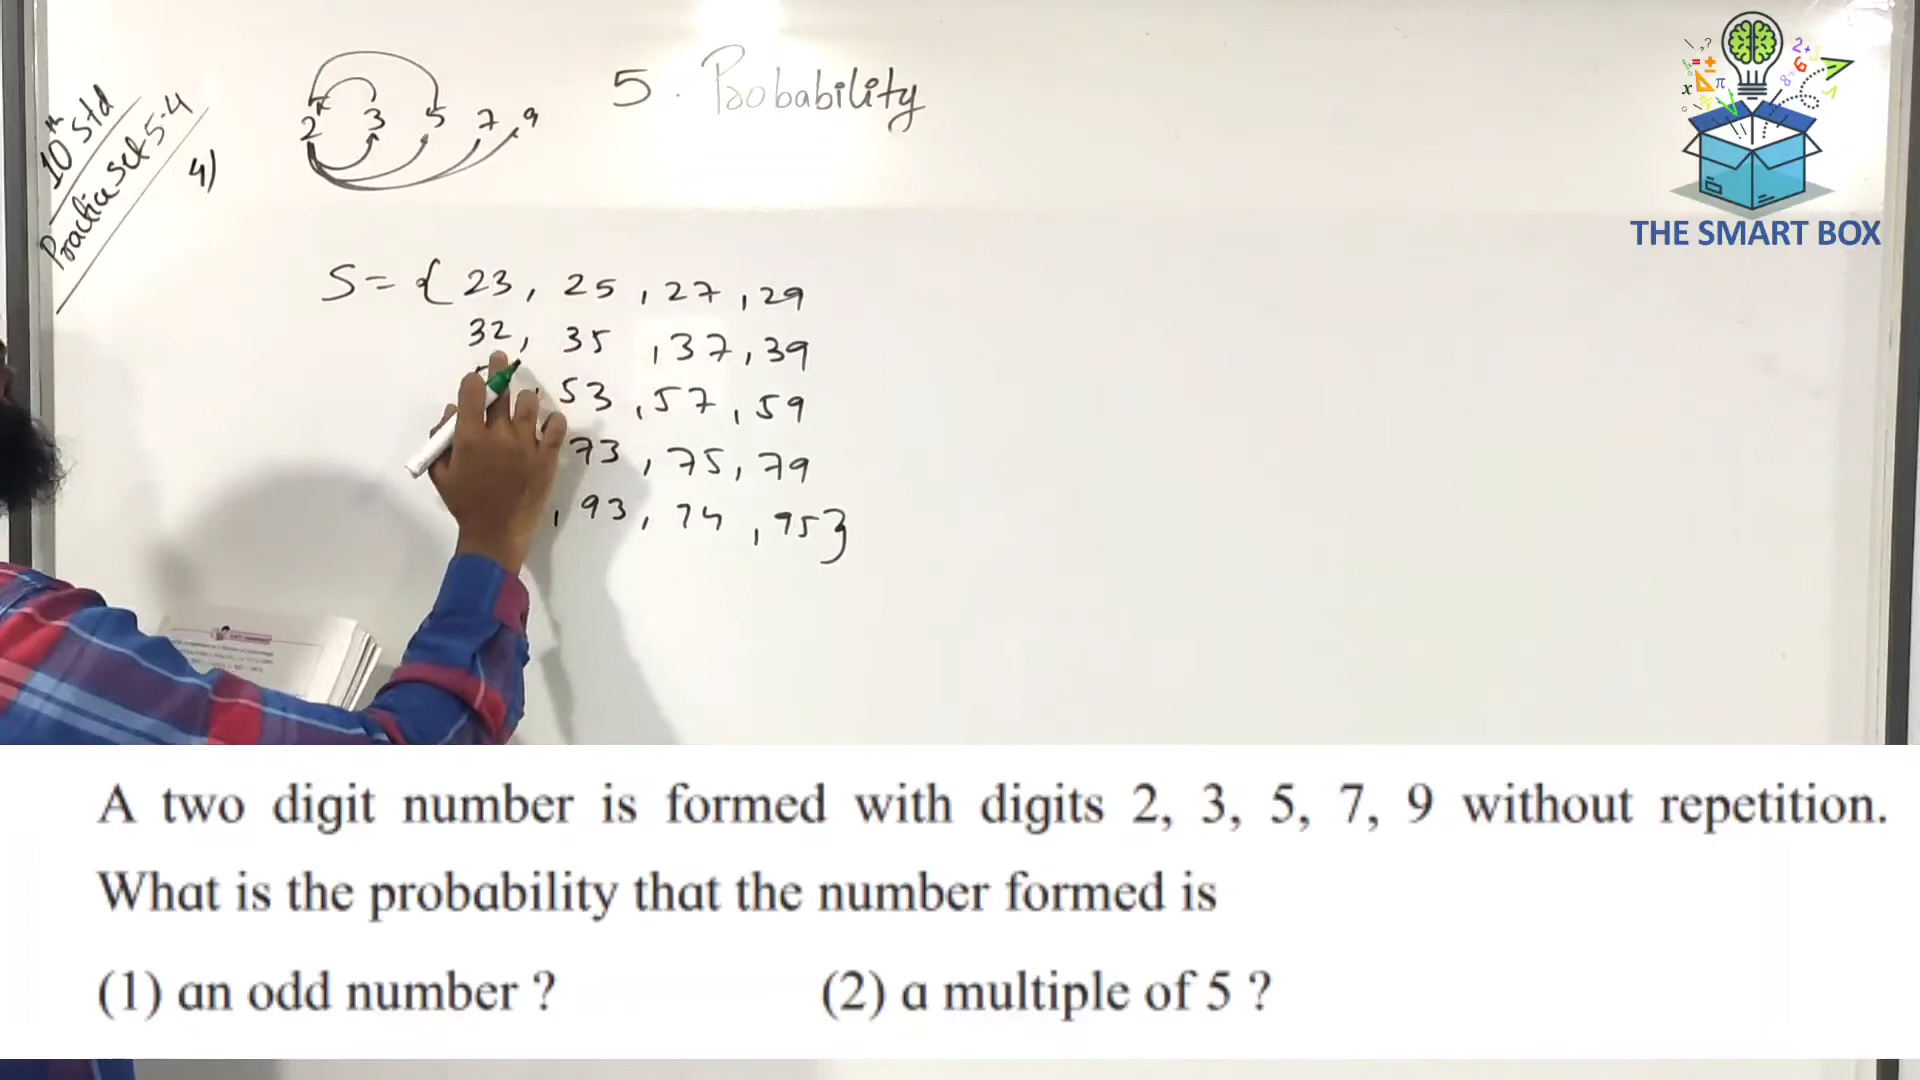 10th std
Practice Set 5.4
4)
2 3 5 7 9
5. Probability
THE SMART BOX
S = { 23, 25, 27, 29
32, 35, 37, 39
, 53, 57, 59
73, 75, 79
, 93, 74, 95}
A two digit number is formed with digits 2, 3, 5, 7, 9 without repetition.
What is the probability that the number formed is
(1) an odd number ? (2) a multiple of 5 ?